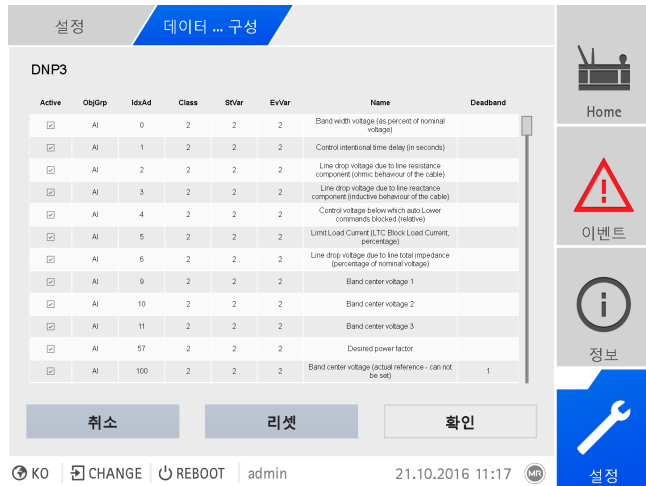 설정
데이터 ... 구성
DNP3
Active ObjGrp IdxAd Class StVar EvVar Name Deadband
AI 0 2 2 2 Band width voltage (as percent of nominal
voltage)
AI 1 2 2 2 Control intentional time delay (in seconds)
AI 2 2 2 2 Line drop voltage due to line resistance
component (ohmic behaviour of the cable)
AI 3 2 2 2 Line drop voltage due to line reactance
component (inductive behaviour of the cable)
AI 4 2 2 2 Control voltage below which auto Lower
commands blocked (relative)
AI 5 2 2 2 Limit Load Current (LTC Block Load Current,
percentage)
AI 6 2 2 2 Line drop voltage due to line total impedance
(percentage of nominal voltage)
AI 9 2 2 2 Band center voltage 1
AI 10 2 2 2 Band center voltage 2
AI 11 2 2 2 Band center voltage 3
AI 57 2 2 2 Desired power factor
AI 100 2 2 2 Band center voltage (actual reference - can not
be set) 1
취소
리셋
확인
KO CHANGE REBOOT admin 21.10.2016 11:17 MR
Home
이벤트
정보
설정